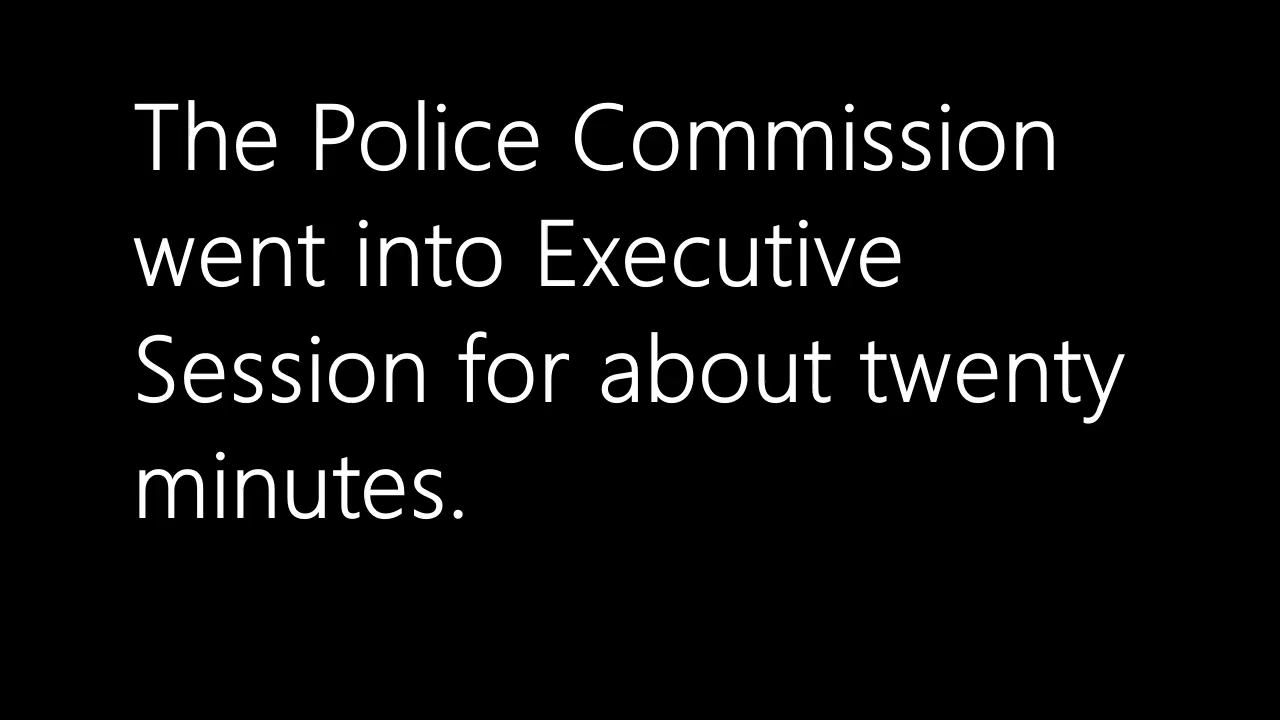 The Police Commission
went into Executive
Session for about twenty
minutes.